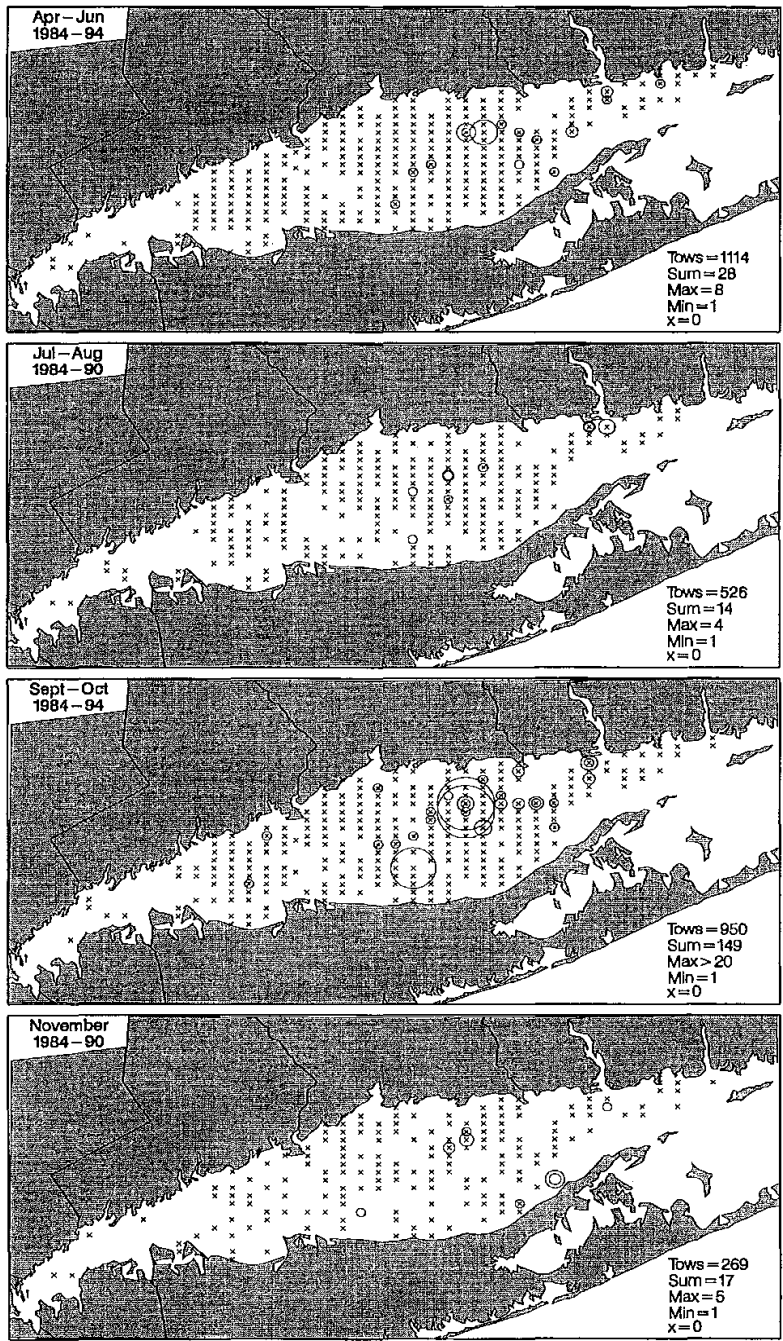 Apr–Jun
1984–94
Tows=1114
Sum=28
Max=8
Min=1
x=0
Jul–Aug
1984–90
Tows=526
Sum=14
Max=4
Min=1
x=0
Sept–Oct
1984–94
Tows=950
Sum=149
Max>20
Min=1
x=0
November
1984–90
Tows=269
Sum=17
Max=5
Min=1
x=0